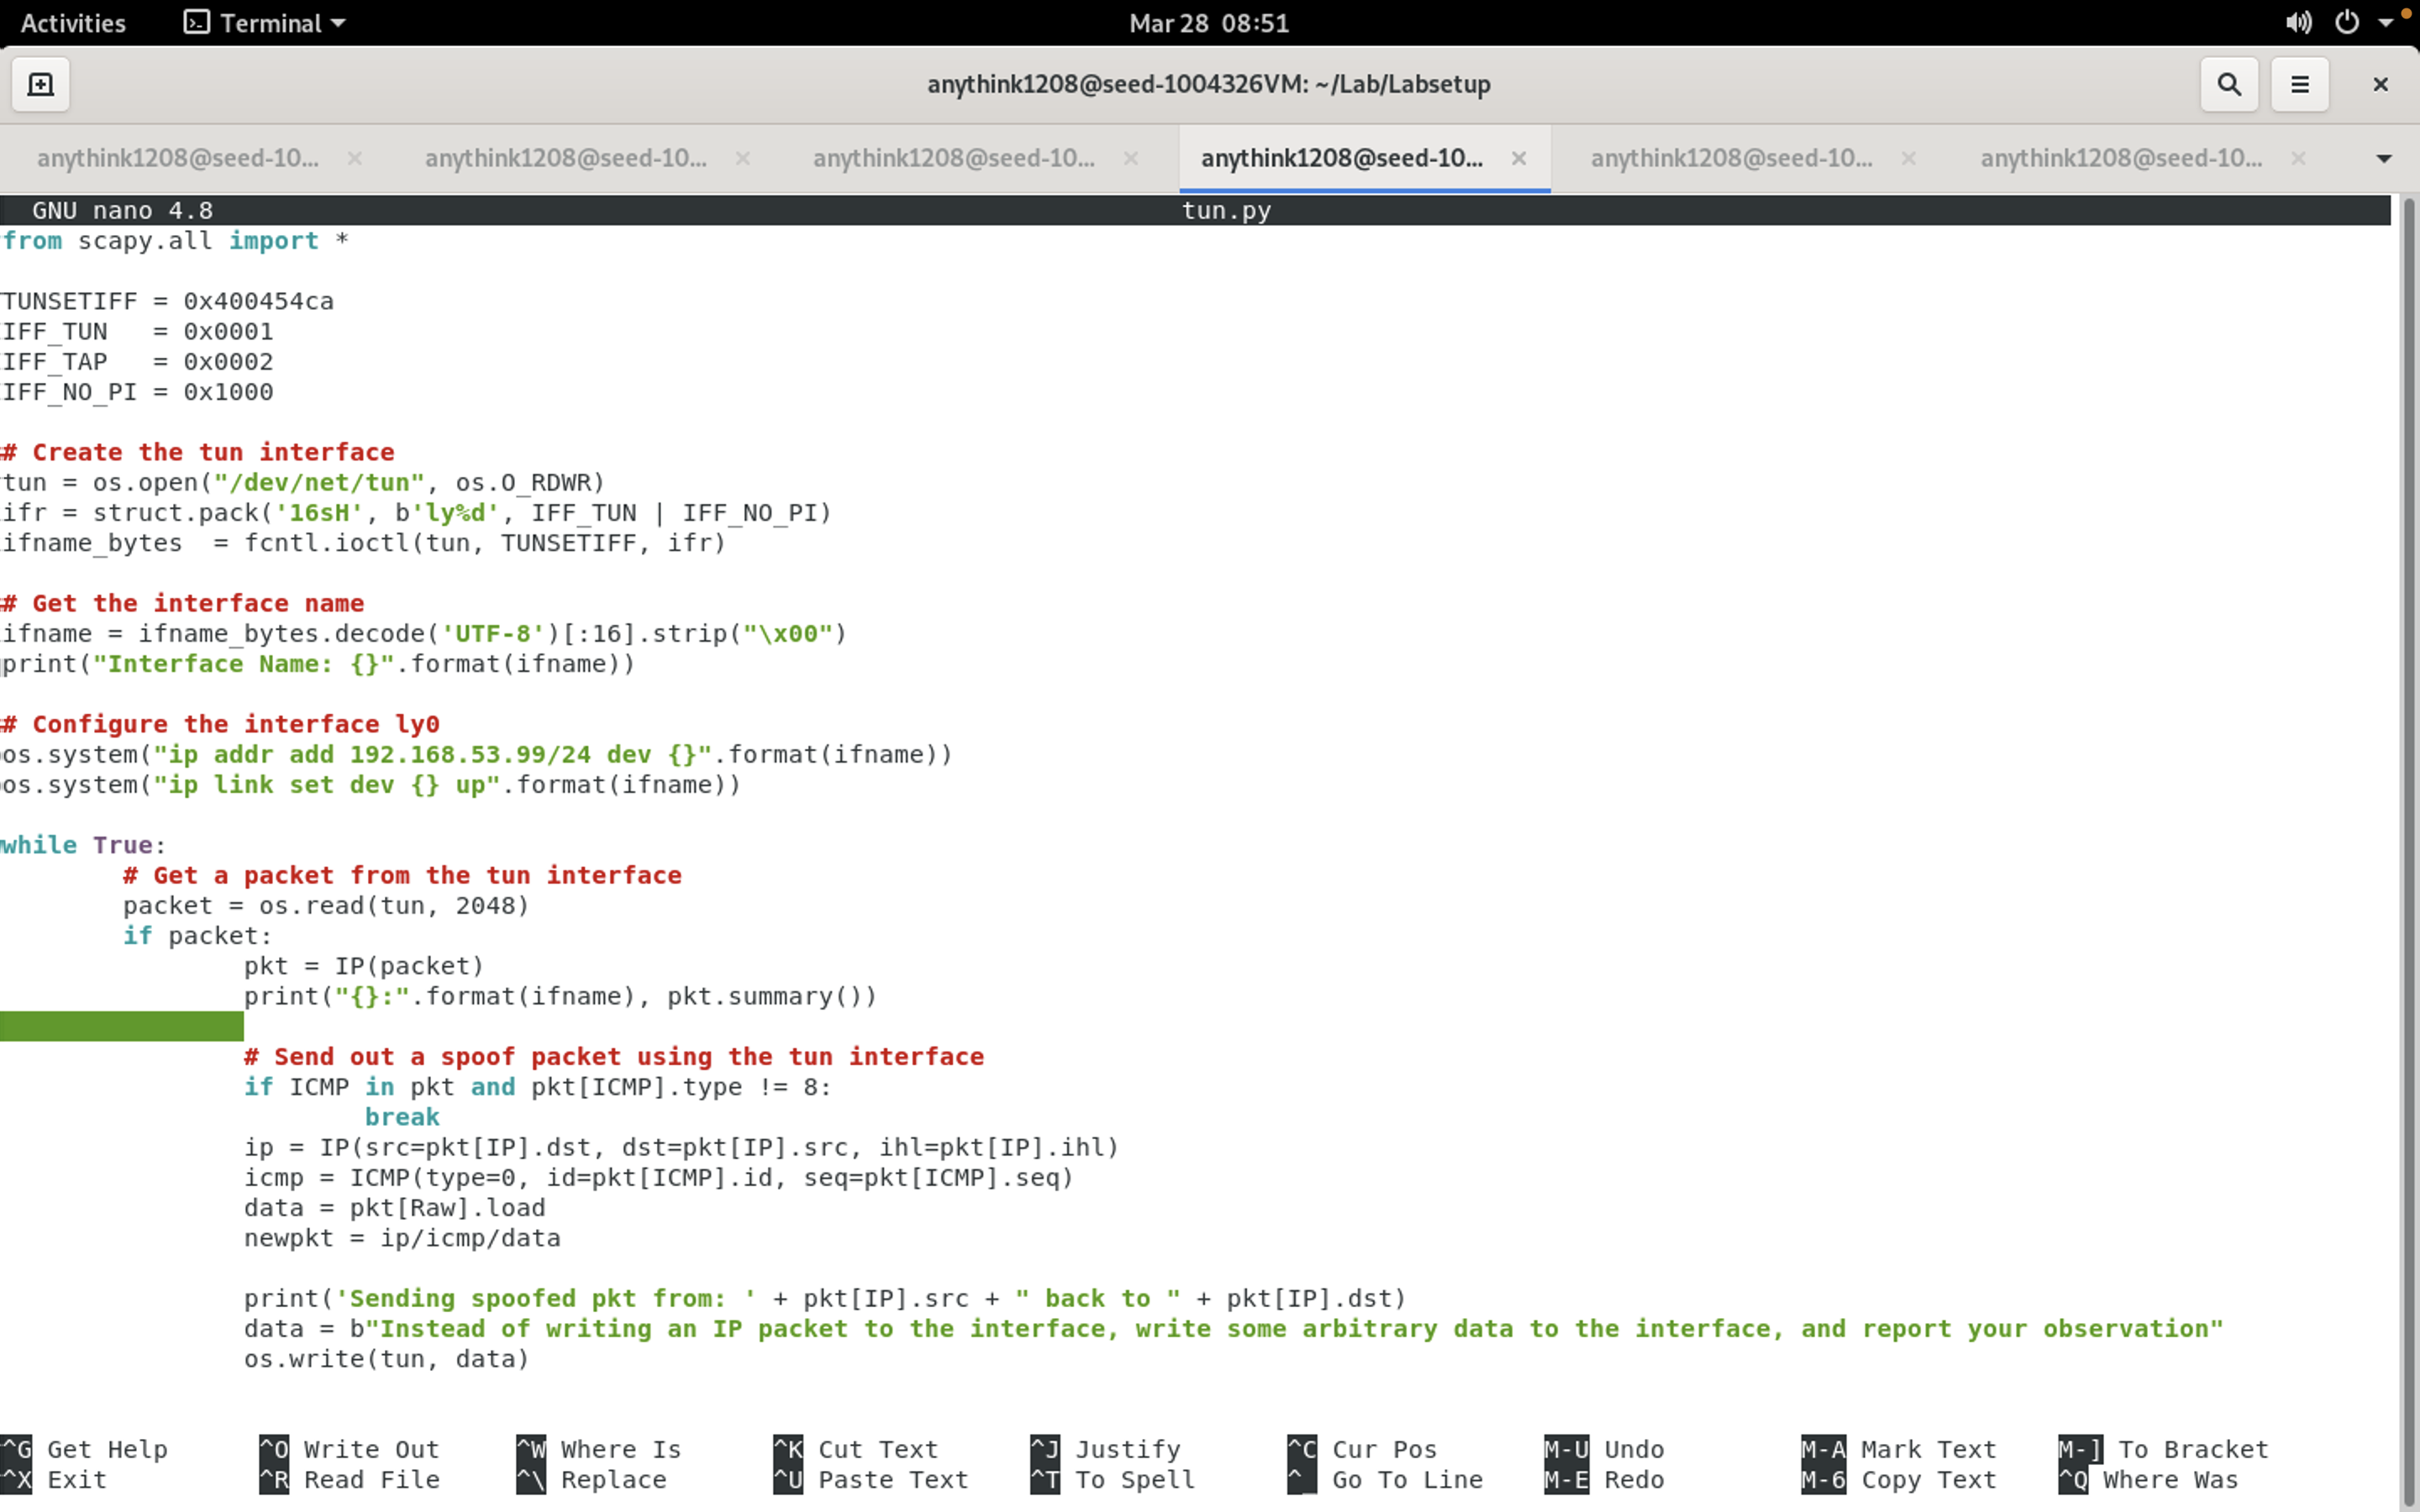 Activities Terminal Mar 28 08:51
anythink1208@seed-1004326VM: ~/Lab/Labsetup
anythink1208@seed-10... anythink1208@seed-10... anythink1208@seed-10... anythink1208@seed-10... anythink1208@seed-10... anythink1208@seed-10...
GNU nano 4.8 tun.py
from scapy.all import *
TUNSETIFF = 0x400454ca
IFF_TUN   = 0x0001
IFF_TAP   = 0x0002
IFF_NO_PI = 0x1000
# Create the tun interface
tun = os.open("/dev/net/tun", os.O_RDWR)
ifr = struct.pack('16sH', b'ly%d', IFF_TUN | IFF_NO_PI)
ifname_bytes  = fcntl.ioctl(tun, TUNSETIFF, ifr)
# Get the interface name
ifname = ifname_bytes.decode('UTF-8')[:16].strip("\x00")
print("Interface Name: {}".format(ifname))
# Configure the interface ly0
os.system("ip addr add 192.168.53.99/24 dev {}".format(ifname))
os.system("ip link set dev {} up".format(ifname))
while True:
# Get a packet from the tun interface
packet = os.read(tun, 2048)
if packet:
pkt = IP(packet)
print("{}:".format(ifname), pkt.summary())
# Send out a spoof packet using the tun interface
if ICMP in pkt and pkt[ICMP].type != 8:
break
ip = IP(src=pkt[IP].dst, dst=pkt[IP].src, ihl=pkt[IP].ihl)
icmp = ICMP(type=0, id=pkt[ICMP].id, seq=pkt[ICMP].seq)
data = pkt[Raw].load
newpkt = ip/icmp/data
print('Sending spoofed pkt from: ' + pkt[IP].src + " back to " + pkt[IP].dst)
data = b"Instead of writing an IP packet to the interface, write some arbitrary data to the interface, and report your observation"
os.write(tun, data)
^G Get Help ^O Write Out ^W Where Is ^K Cut Text ^J Justify ^C Cur Pos M-U Undo M-A Mark Text M-] To Bracket
^X Exit ^R Read File ^\ Replace ^U Paste Text ^T To Spell ^_ Go To Line M-E Redo M-6 Copy Text ^Q Where Was